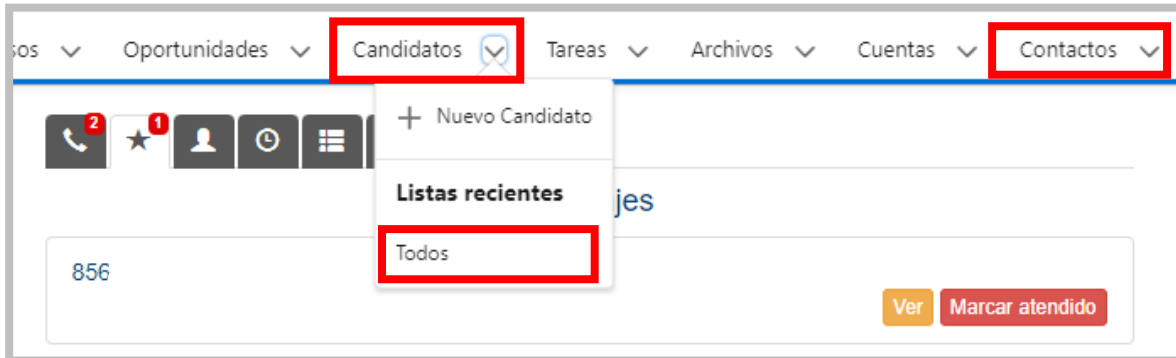 sos Oportunidades Candidatos Tareas Archivos Cuentas Contactos
2 1
+ Nuevo Candidato
Listas recientes
jes
Todos
856
Ver Marcar atendido